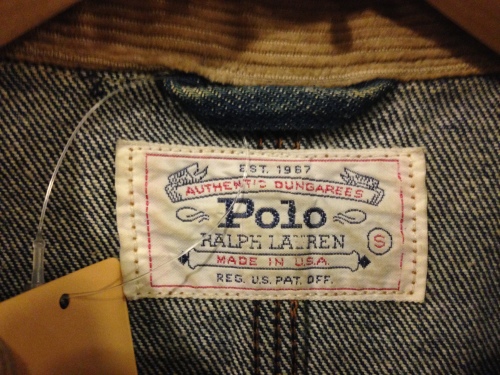 EST. 1967
AUTHENTIC DUNGAREES
Polo
RALPH LAUREN
S
MADE IN U.S.A.
REG. U.S. PAT. OFF.